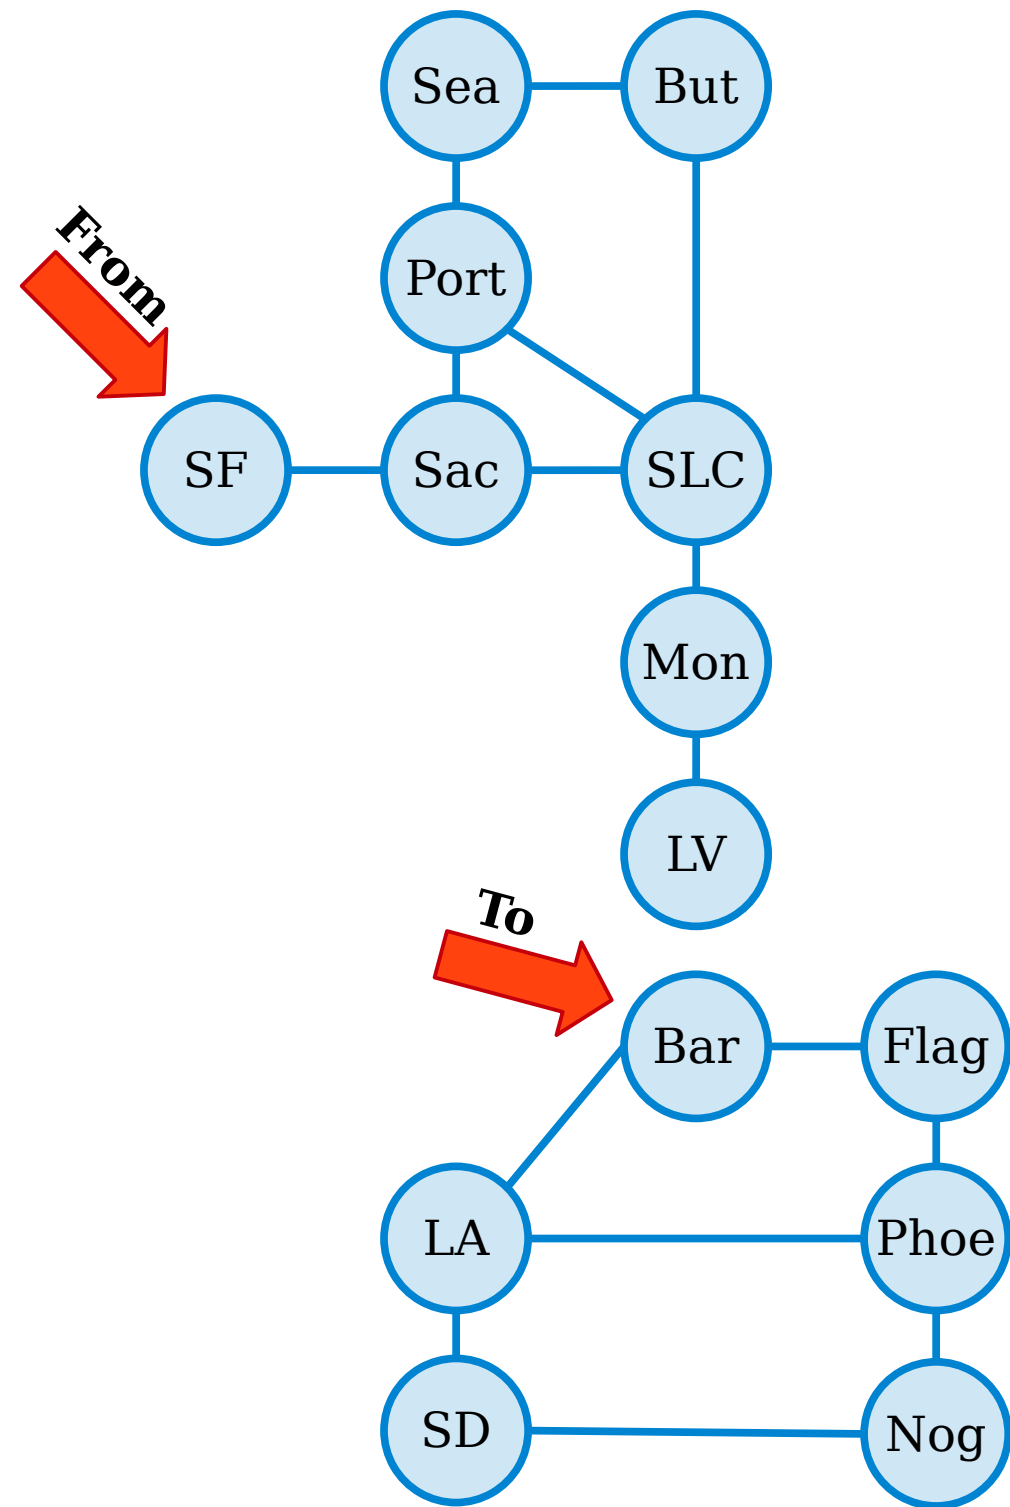 Sea
But
From
Port
SF
Sac
SLC
Mon
LV
To
Bar
Flag
LA
Phoe
SD
Nog